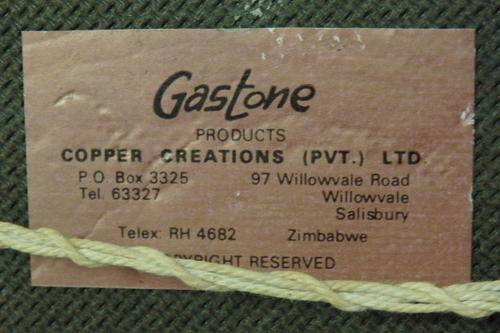 Gastone
PRODUCTS
COPPER CREATIONS (PVT.) LTD.
P.O. Box 3325 97 Willowvale Road
Tel. 63327 Willowvale
Salisbury
Telex: RH 4682 Zimbabwe
RESERVED